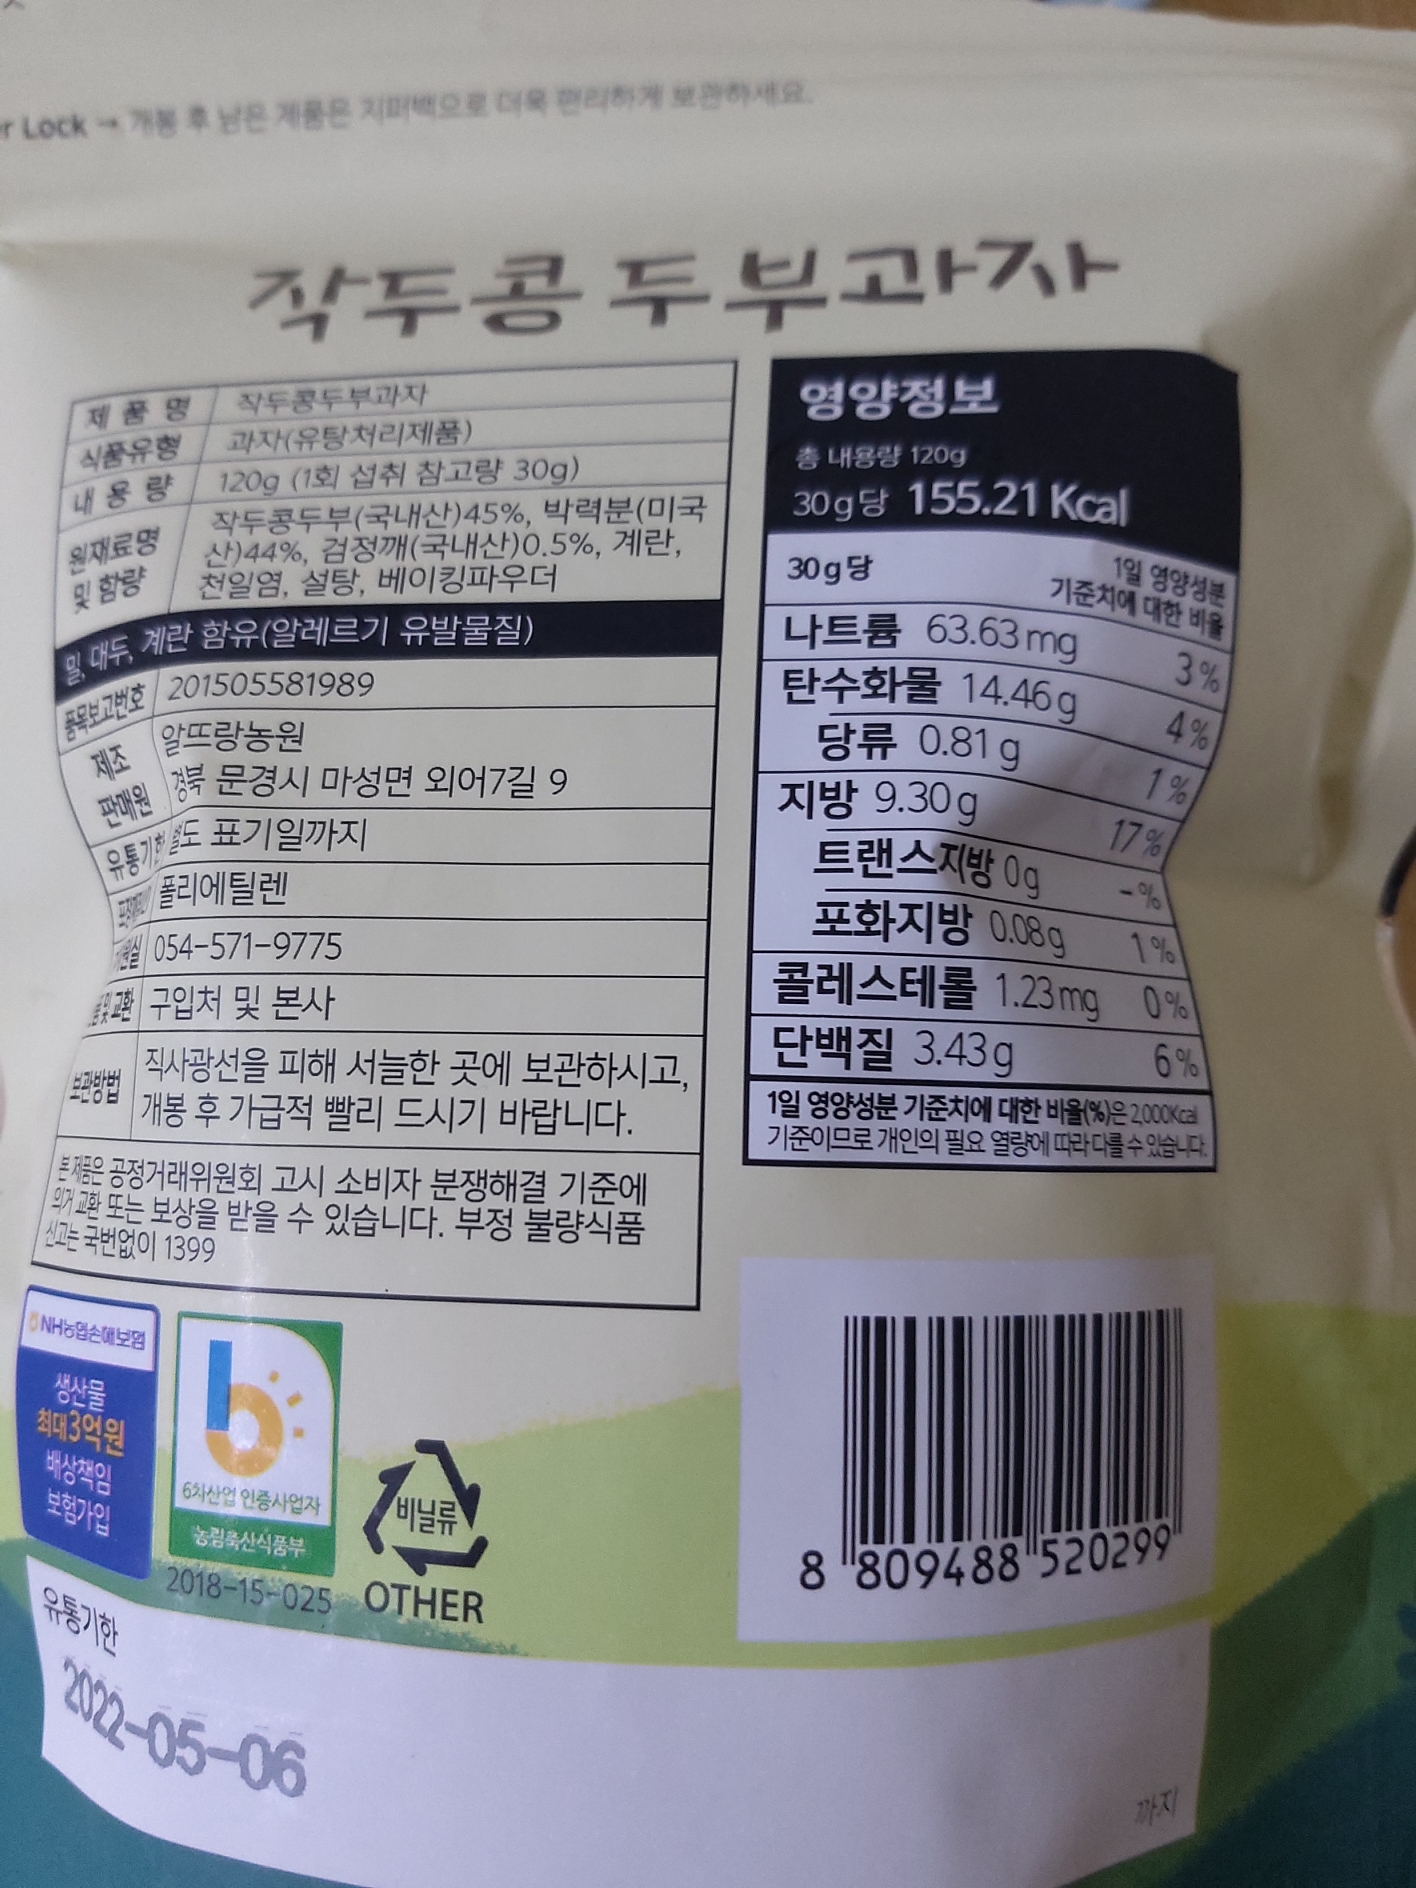 r Lock → 개봉 후 남은 제품은 지퍼백으로 더욱 편리하게 보관하세요.
작두콩두부과자
제 품 명 작두콩두부과자
식품유형 과자(유탕처리제품)
내 용 량 120g (1회 섭취 참고량 30g)
원재료명 및 함량 작두콩두부(국내산)45%, 박력분(미국
산)44%, 검정깨(국내산)0.5%, 계란,
천일염, 설탕, 베이킹파우더
밀, 대두, 계란 함유(알레르기 유발물질)
품목보고번호 201505581989
제조 판매원 알뜨랑농원
경북 문경시 마성면 외어7길 9
유통기한 별도 표기일까지
폴리에틸렌
054-571-9775
및교환 구입처 및 본사
보관방법 직사광선을 피해 서늘한 곳에 보관하시고,
개봉 후 가급적 빨리 드시기 바랍니다.
본 제품은 공정거래위원회 고시 소비자 분쟁해결 기준에
의거 교환 또는 보상을 받을 수 있습니다. 부정 불량식품
신고는 국번없이 1399
영양정보
총 내용량 120g
30g당 155.21 Kcal
30g당 1일 영양성분
기준치에 대한 비율
나트륨 63.63mg 3%
탄수화물 14.46g 4%
당류 0.81g 1%
지방 9.30g 17%
트랜스지방 0g -%
포화지방 0.08g 1%
콜레스테롤 1.23mg 0%
단백질 3.43g 6%
1일 영양성분 기준치에 대한 비율(%)은 2,000Kcal
기준이므로 개인의 필요 열량에 따라 다를 수 있습니다.
NH농협손해보험
생산물
최대3억원
배상책임
보험가입
6차산업 인증사업자
농림축산식품부
2018-15-025
비닐류
OTHER
8 809488 520299
유통기한
2022-05-06
까지